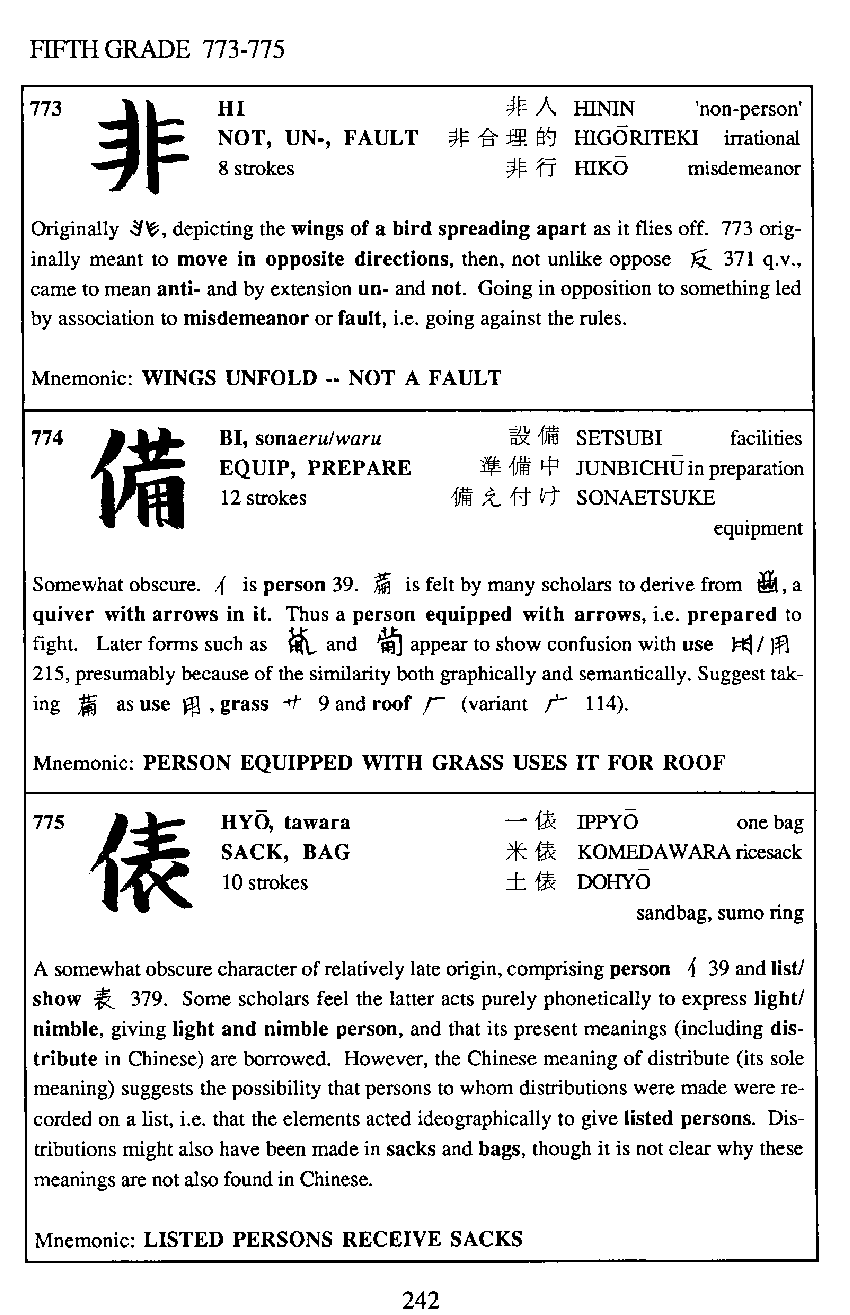 FIFTH GRADE 773-775
773 非 HI 非人 HININ 'non-person'
NOT, UN-, FAULT 非合理的 HIGŌRITEKI irrational
8 strokes 非行 HIKŌ misdemeanor
Originally , depicting the wings of a bird spreading apart as it flies off. 773 orig-
inally meant to move in opposite directions, then, not unlike oppose 反 371 q.v.,
came to mean anti- and by extension un- and not. Going in opposition to something led
by association to misdemeanor or fault, i.e. going against the rules.
Mnemonic: WINGS UNFOLD -- NOT A FAULT
774 備 BI, sonaeru/waru 設備 SETSUBI facilities
EQUIP, PREPARE 準備中 JUNBICHŪ in preparation
12 strokes 備え付け SONAETSUKE
equipment
Somewhat obscure. 亻 is person 39. 𤰇 is felt by many scholars to derive from , a
quiver with arrows in it. Thus a person equipped with arrows, i.e. prepared to
fight. Later forms such as and appear to show confusion with use / 用
215, presumably because of the similarity both graphically and semantically. Suggest tak-
ing as use 用, grass 艹 9 and roof 厂 (variant 广 114).
Mnemonic: PERSON EQUIPPED WITH GRASS USES IT FOR ROOF
775 俵 HYŌ, tawara 一俵 IPPYŌ one bag
SACK, BAG 米俵 KOMEDAWARA ricesack
10 strokes 土俵 DOHYŌ
sandbag, sumo ring
A somewhat obscure character of relatively late origin, comprising person 亻 39 and list/
show 表 379. Some scholars feel the latter acts purely phonetically to express light/
nimble, giving light and nimble person, and that its present meanings (including dis-
tribute in Chinese) are borrowed. However, the Chinese meaning of distribute (its sole
meaning) suggests the possibility that persons to whom distributions were made were re-
corded on a list, i.e. that the elements acted ideographically to give listed persons. Dis-
tributions might also have been made in sacks and bags, though it is not clear why these
meanings are not also found in Chinese.
Mnemonic: LISTED PERSONS RECEIVE SACKS
242